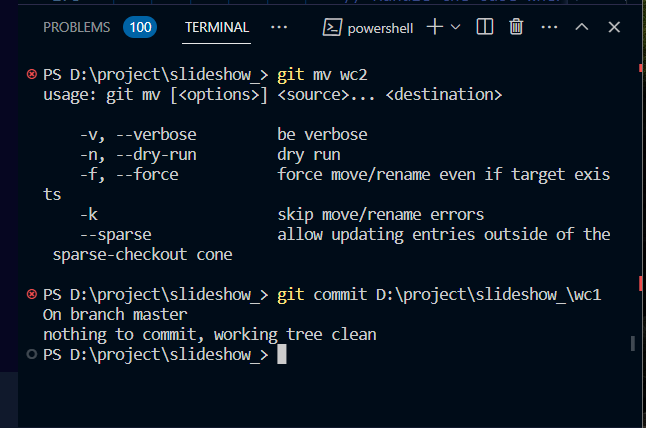 PROBLEMS 100 TERMINAL ... powershell
PS D:\project\slideshow_> git mv wc2
usage: git mv [<options>] <source>... <destination>
-v, --verbose be verbose
-n, --dry-run dry run
-f, --force force move/rename even if target exis
ts
-k skip move/rename errors
--sparse allow updating entries outside of the
sparse-checkout cone
PS D:\project\slideshow_> git commit D:\project\slideshow_\wc1
On branch master
nothing to commit, working tree clean
PS D:\project\slideshow_>